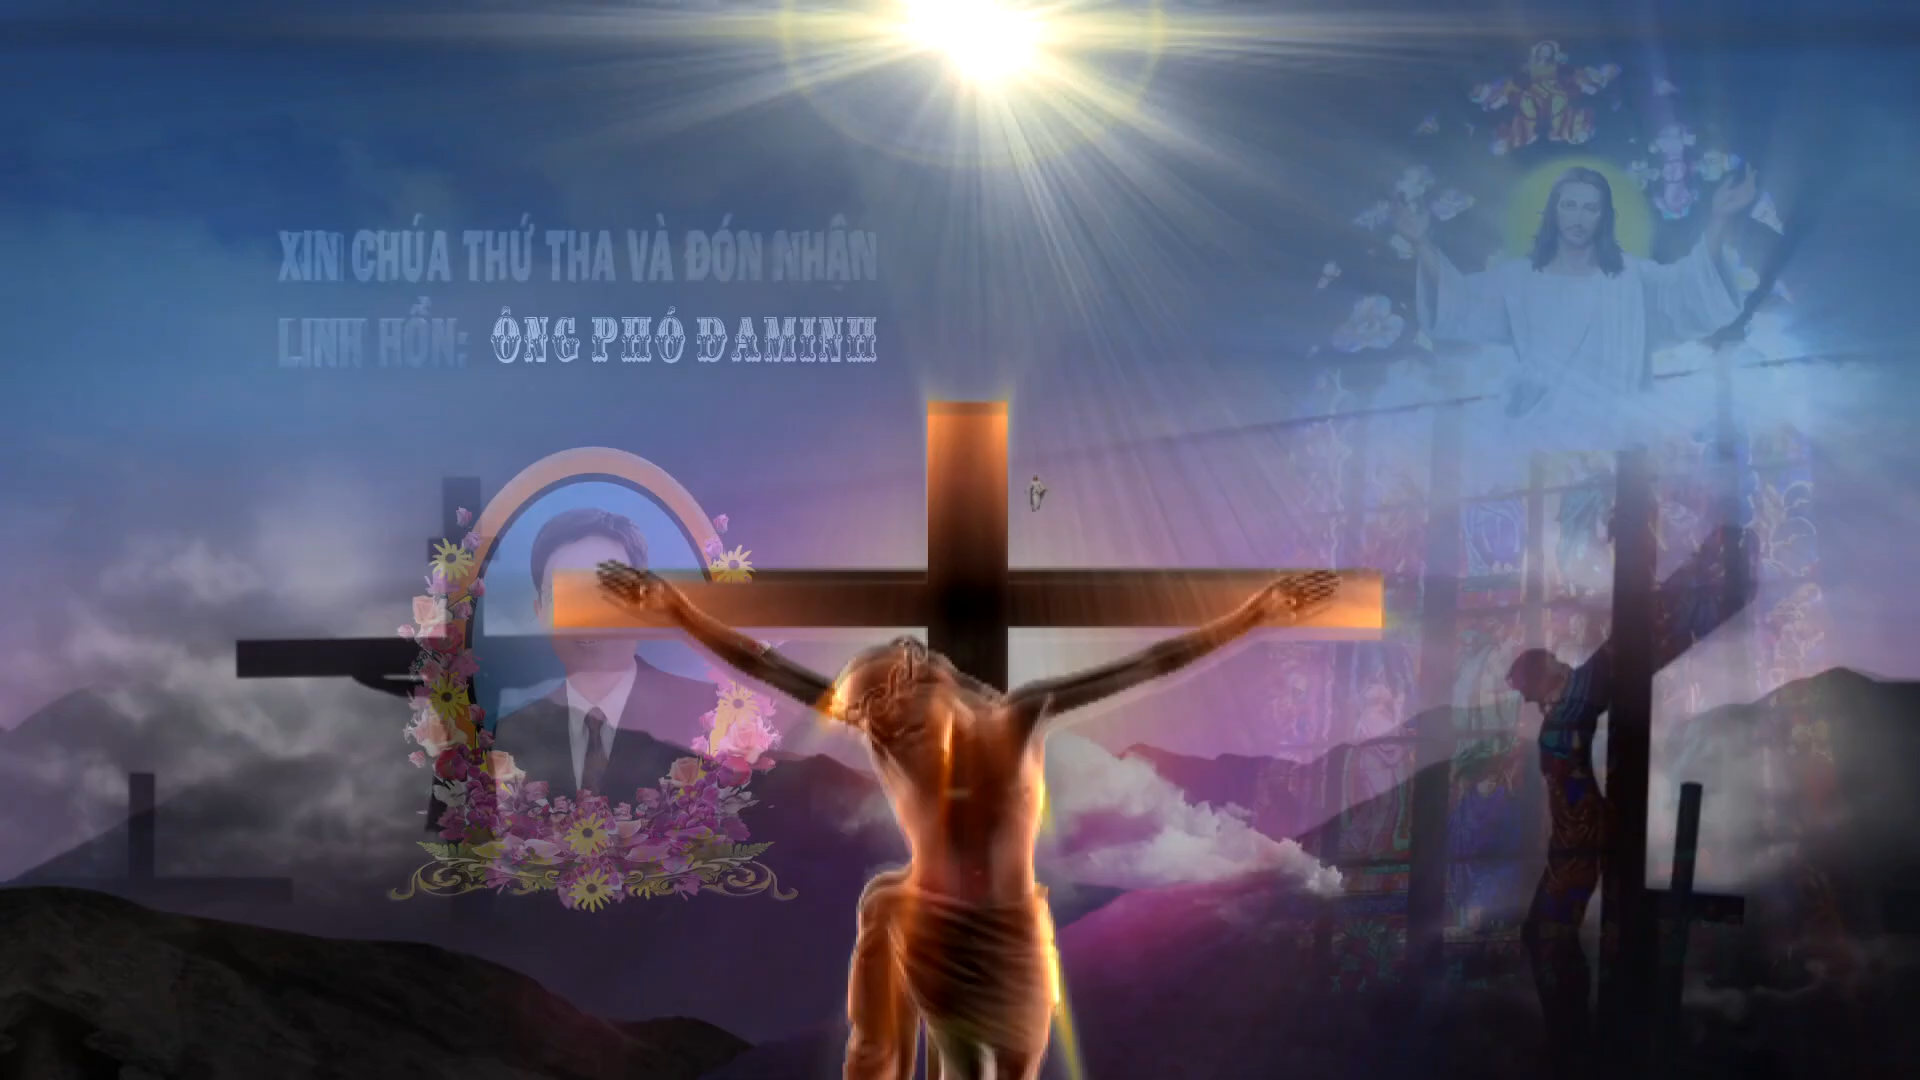 XIN CHÚA THỨ THA VÀ ĐÓN NHẬN
LINH HỒN: ÔNG PHÓ DAMINH